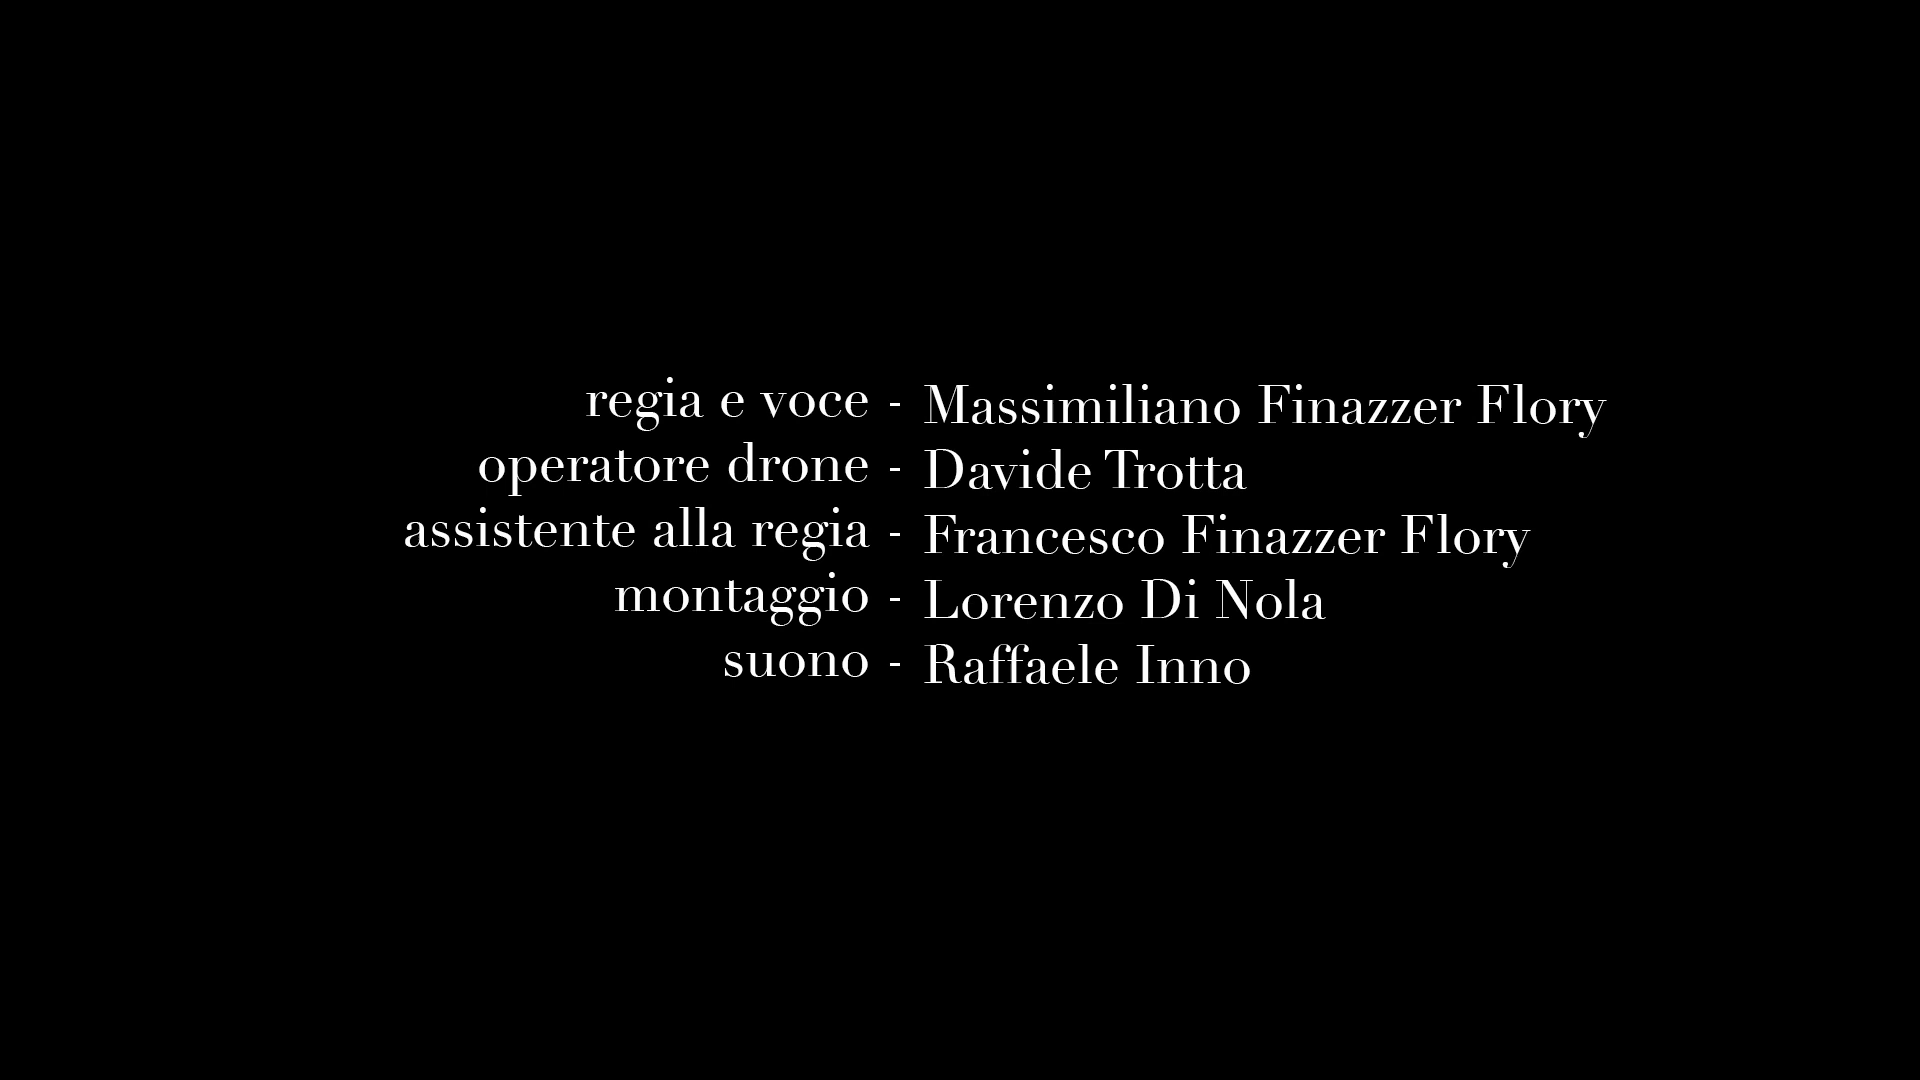 regia e voce - Massimiliano Finazzer Flory
operatore drone - Davide Trotta
assistente alla regia - Francesco Finazzer Flory
montaggio - Lorenzo Di Nola
suono - Raffaele Inno